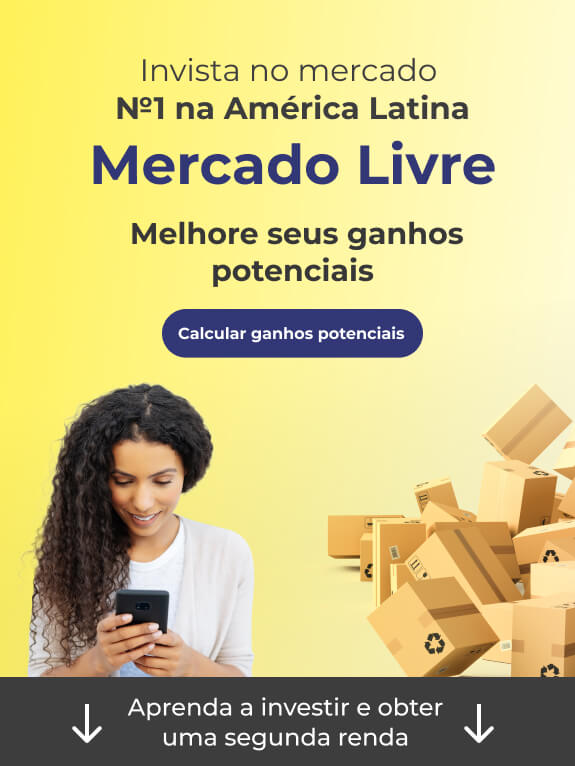 Invista no mercado
Nº1 na América Latina
Mercado Livre
Melhore seus ganhos
potenciais
Calcular ganhos potenciais
Aprenda a investir e obter
uma segunda renda